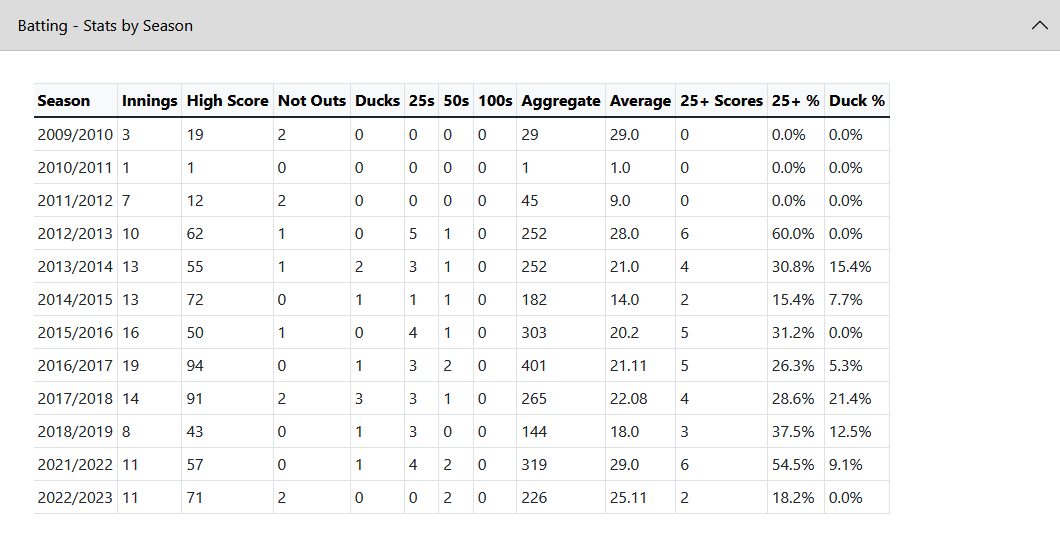 Batting - Stats by Season
Season Innings High Score Not Outs Ducks 25s 50s 100s Aggregate Average 25+ Scores 25+ % Duck %
2009/2010 3 19 2 0 0 0 0 29 29.0 0 0.0% 0.0%
2010/2011 1 1 0 0 0 0 0 1 1.0 0 0.0% 0.0%
2011/2012 7 12 2 0 0 0 0 45 9.0 0 0.0% 0.0%
2012/2013 10 62 1 0 5 1 0 252 28.0 6 60.0% 0.0%
2013/2014 13 55 1 2 3 1 0 252 21.0 4 30.8% 15.4%
2014/2015 13 72 0 1 1 1 0 182 14.0 2 15.4% 7.7%
2015/2016 16 50 1 0 4 1 0 303 20.2 5 31.2% 0.0%
2016/2017 19 94 0 1 3 2 0 401 21.11 5 26.3% 5.3%
2017/2018 14 91 2 3 3 1 0 265 22.08 4 28.6% 21.4%
2018/2019 8 43 0 1 3 0 0 144 18.0 3 37.5% 12.5%
2021/2022 11 57 0 1 4 2 0 319 29.0 6 54.5% 9.1%
2022/2023 11 71 2 0 0 2 0 226 25.11 2 18.2% 0.0%